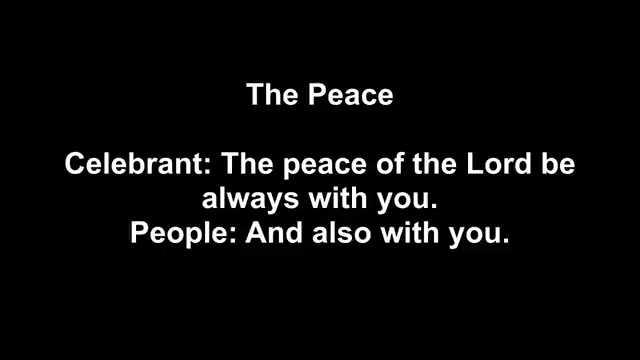 The Peace
Celebrant: The peace of the Lord be
always with you.
People: And also with you.